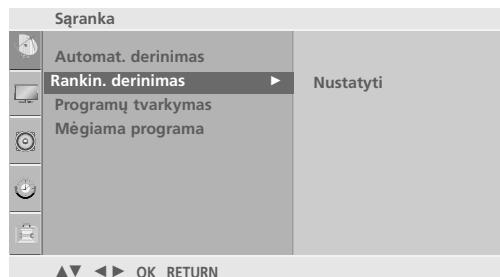 Sąranka
Automat. derinimas
Rankin. derinimas ► Nustatyti
Programų tvarkymas
Mėgiama programa
▲▼ ◄► OK RETURN